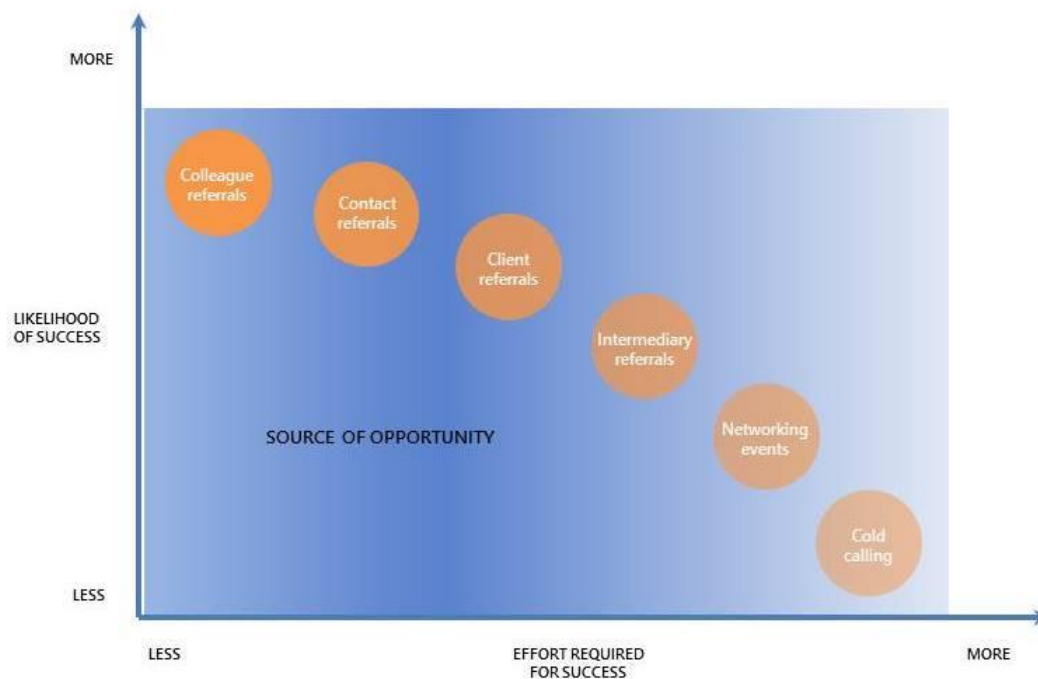 MORE
Colleague
referrals
Contact
referrals
Client
referrals
LIKELIHOOD
OF SUCCESS
Intermediary
referrals
Networking
events
SOURCE OF OPPORTUNITY
Cold
calling
LESS
LESS
EFFORT REQUIRED
FOR SUCCESS
MORE